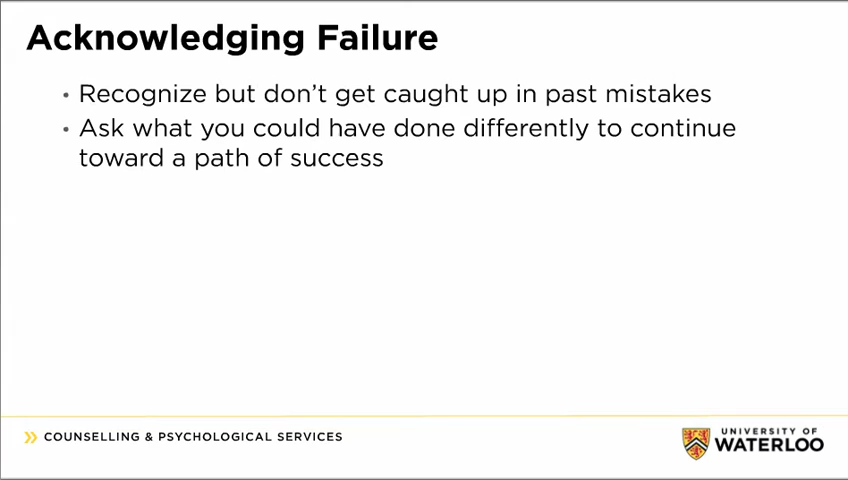 Acknowledging Failure
• Recognize but don’t get caught up in past mistakes
• Ask what you could have done differently to continue
toward a path of success
COUNSELLING & PSYCHOLOGICAL SERVICES
UNIVERSITY OF
WATERLOO